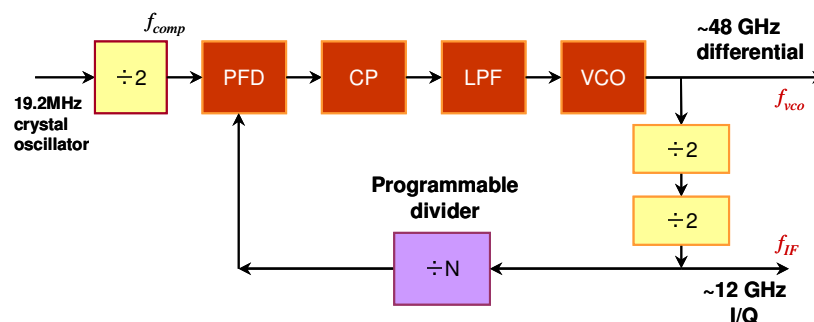 f_comp
~48 GHz
differential
÷2
PFD
CP
LPF
VCO
f_vco
19.2MHz
crystal
oscillator
÷2
Programmable
divider
÷2
÷N
f_IF
~12 GHz
I/Q